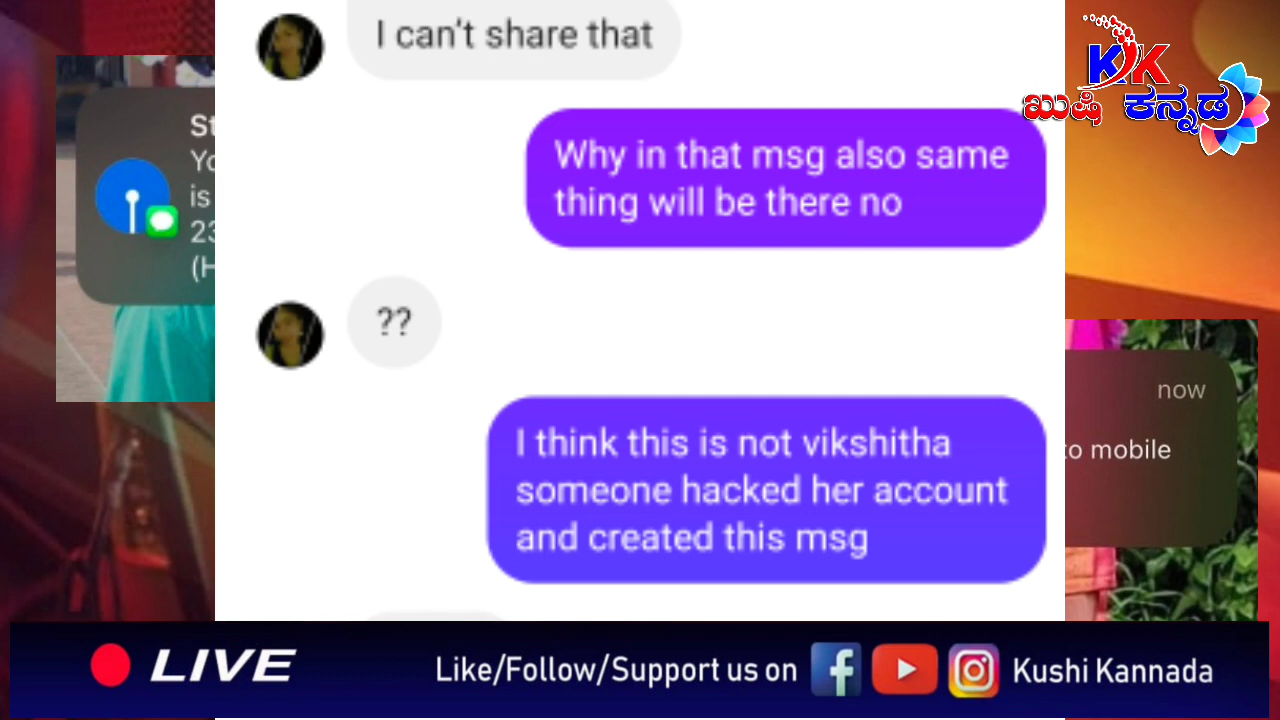 I can't share that
KK
ಖುಷಿ ಕನ್ನಡ
Why in that msg also same
thing will be there no
??
now
to mobile
I think this is not vikshitha
someone hacked her account
and created this msg
LIVE
Like/Follow/Support us on
Kushi Kannada